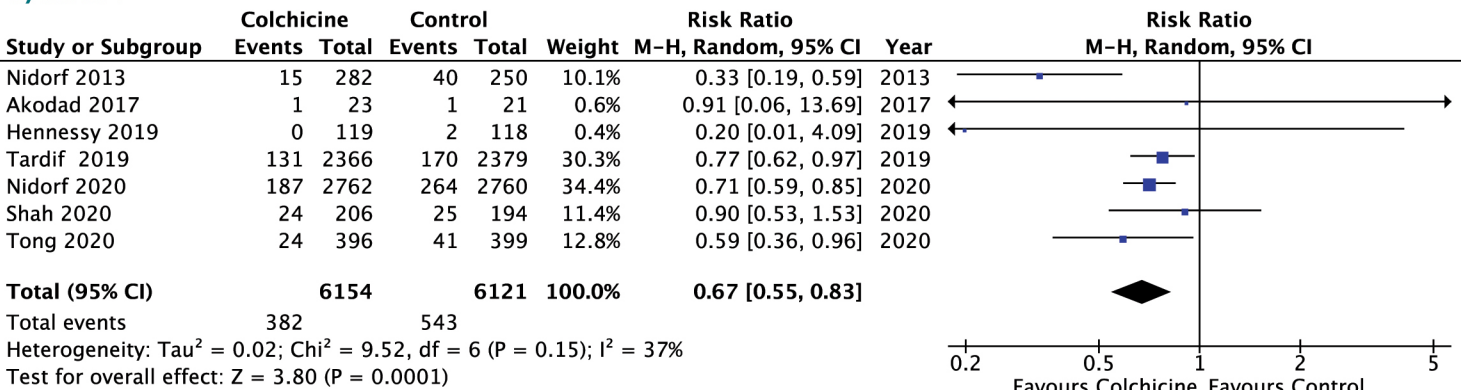 Colchicine Control Risk Ratio Risk Ratio
Study or Subgroup Events Total Events Total Weight M-H, Random, 95% CI Year M-H, Random, 95% CI
Nidorf 2013 15 282 40 250 10.1% 0.33 [0.19, 0.59] 2013
Akodad 2017 1 23 1 21 0.6% 0.91 [0.06, 13.69] 2017
Hennessy 2019 0 119 2 118 0.4% 0.20 [0.01, 4.09] 2019
Tardif 2019 131 2366 170 2379 30.3% 0.77 [0.62, 0.97] 2019
Nidorf 2020 187 2762 264 2760 34.4% 0.71 [0.59, 0.85] 2020
Shah 2020 24 206 25 194 11.4% 0.90 [0.53, 1.53] 2020
Tong 2020 24 396 41 399 12.8% 0.59 [0.36, 0.96] 2020
Total (95% CI) 6154 6121 100.0% 0.67 [0.55, 0.83]
Total events 382 543
Heterogeneity: Tau² = 0.02; Chi² = 9.52, df = 6 (P = 0.15); I² = 37%
Test for overall effect: Z = 3.80 (P = 0.0001)
0.2 0.5 1 2 5
Favours Colchicine Favours Control